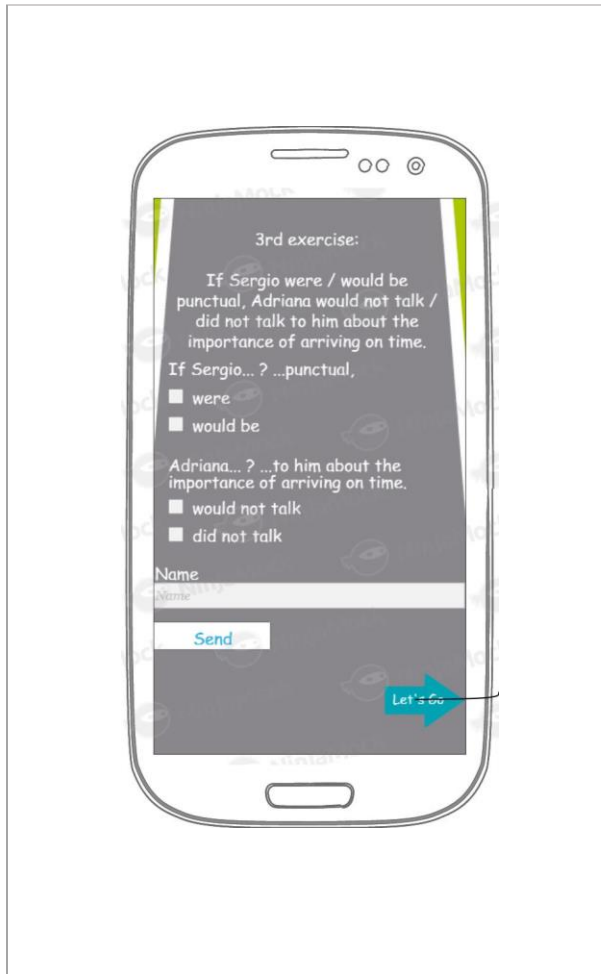 3rd exercise:
If Sergio were / would be
punctual, Adriana would not talk /
did not talk to him about the
importance of arriving on time.
If Sergio... ? ...punctual,
were
would be
Adriana... ? ...to him about the
importance of arriving on time.
would not talk
did not talk
Name
Name
Send
Let's Go